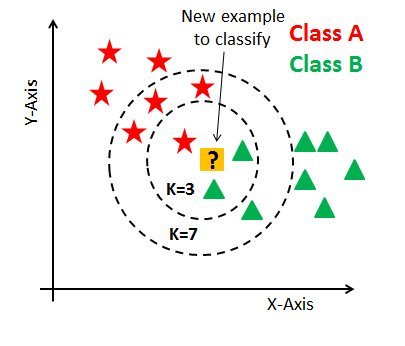 New example
to classify
Class A
Class B
Y-Axis
?
K=3
K=7
X-Axis